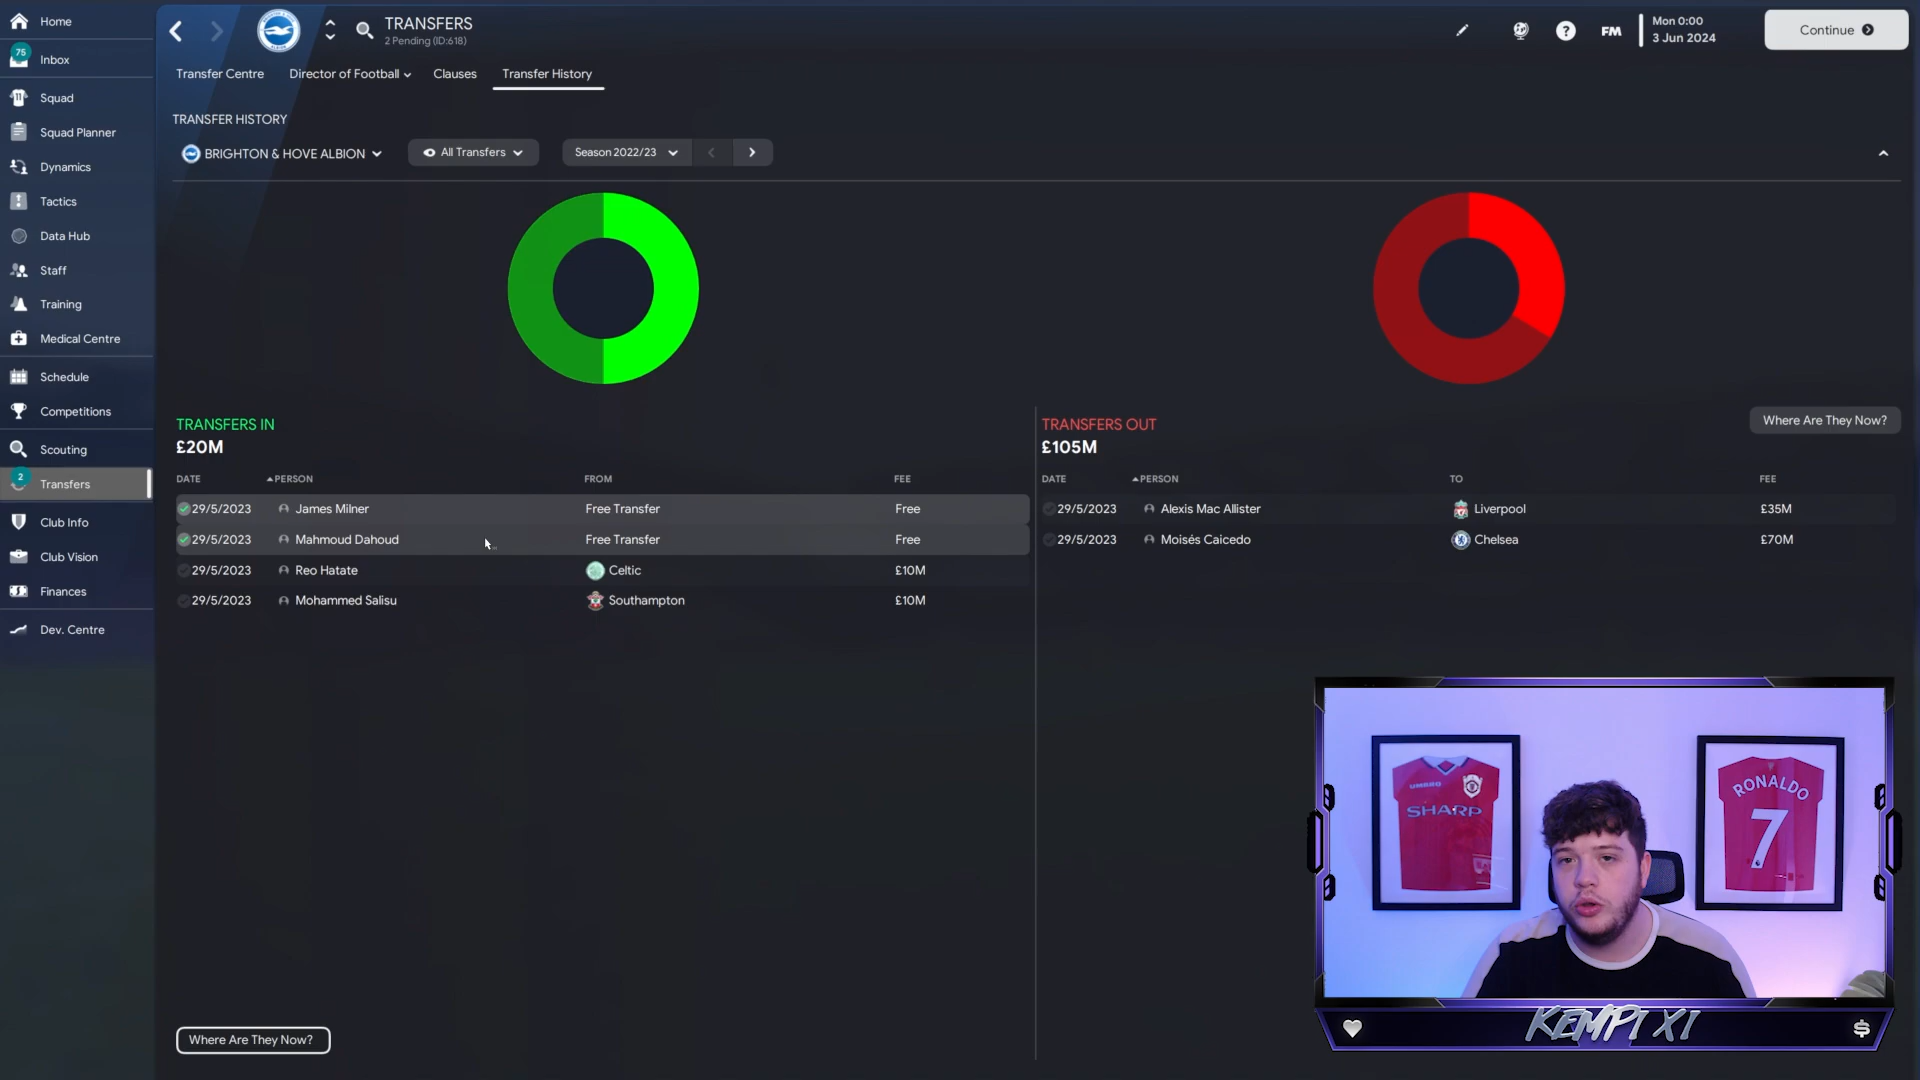 Home
75
Inbox
Squad
Squad Planner
Dynamics
Tactics
Data Hub
Staff
Training
Medical Centre
Schedule
Competitions
Scouting
2
Transfers
Club Info
Club Vision
Finances
Dev. Centre
TRANSFERS
2 Pending (ID:618)
? FM
Mon 0:00
3 Jun 2024
Continue
Transfer Centre Director of Football Clauses Transfer History
TRANSFER HISTORY
BRIGHTON & HOVE ALBION All Transfers Season 2022/23
TRANSFERS IN
£20M
DATE PERSON FROM FEE
29/5/2023 James Milner Free Transfer Free
29/5/2023 Mahmoud Dahoud Free Transfer Free
29/5/2023 Reo Hatate Celtic £10M
29/5/2023 Mohammed Salisu Southampton £10M
Where Are They Now?
TRANSFERS OUT
£105M
Where Are They Now?
DATE PERSON TO FEE
29/5/2023 Alexis Mac Allister Liverpool £35M
29/5/2023 Moisés Caicedo Chelsea £70M
UMBRO
SHARP
RONALDO
7
KEMPI XI
$